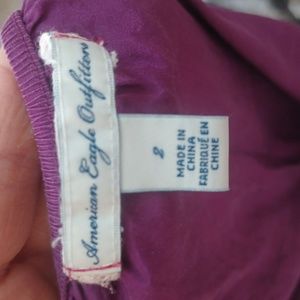 American Eagle Outfitters
2
MADE IN
CHINA
FABRIQUÉ EN
CHINE